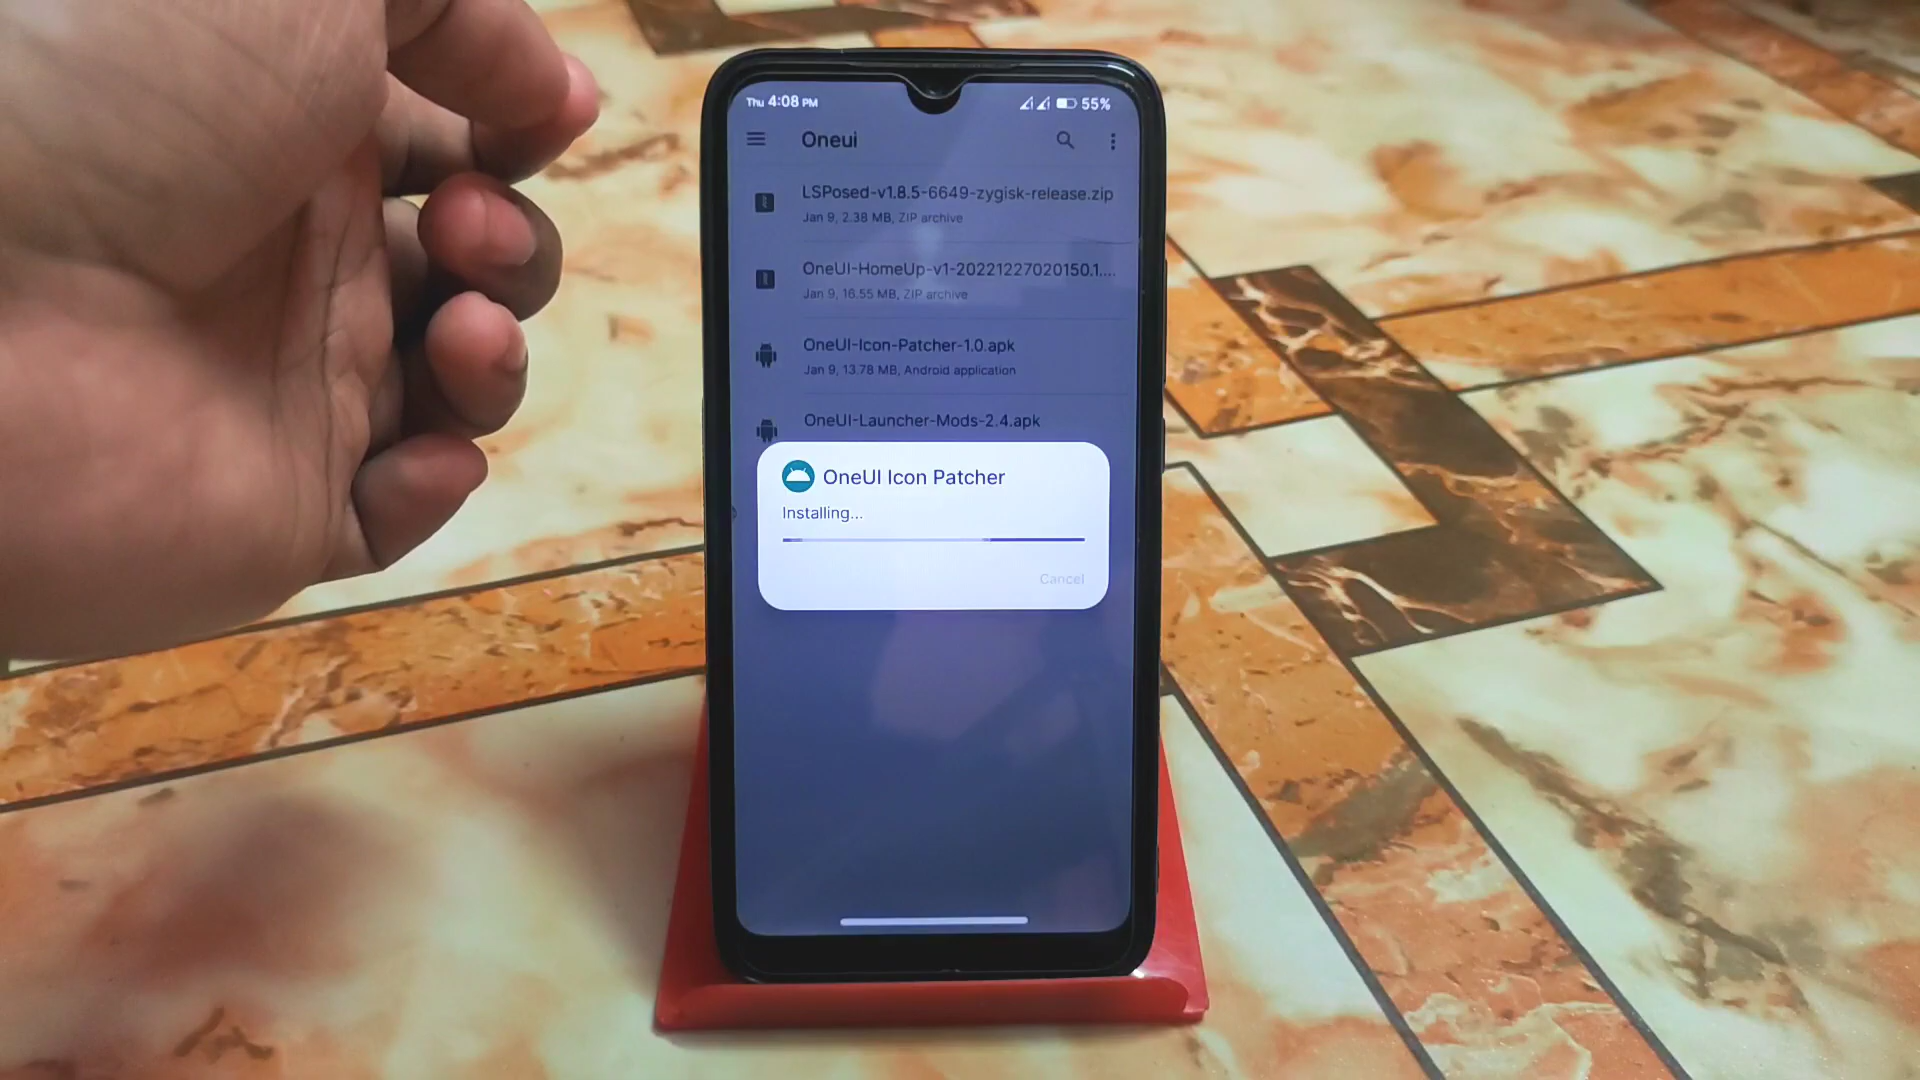 Thu 4:08 PM 55%
Oneui
LSPosed-v1.8.5-6649-zygisk-release.zip
Jan 9, 2.38 MB, ZIP archive
OneUI-HomeUp-v1-20221227020150.1....
Jan 9, 16.55 MB, ZIP archive
OneUI-Icon-Patcher-1.0.apk
Jan 9, 13.78 MB, Android application
OneUI-Launcher-Mods-2.4.apk
OneUI Icon Patcher
Installing...
Cancel